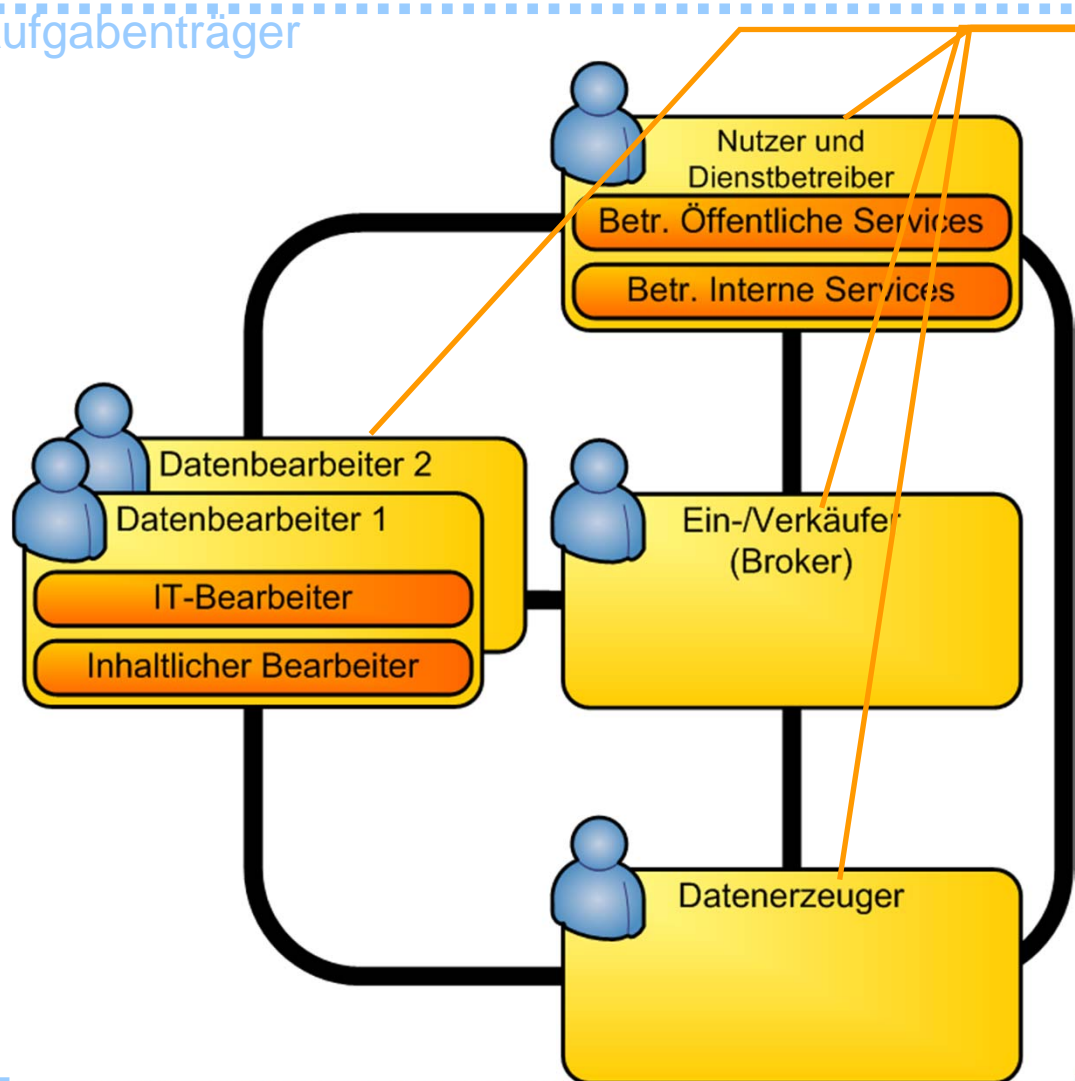 ufgabenträger
Nutzer und
Dienstbetreiber
Betr. Öffentliche Services
Betr. Interne Services
Datenbearbeiter 2
Datenbearbeiter 1
IT-Bearbeiter
Inhaltlicher Bearbeiter
Ein-/Verkäufer
(Broker)
Datenerzeuger